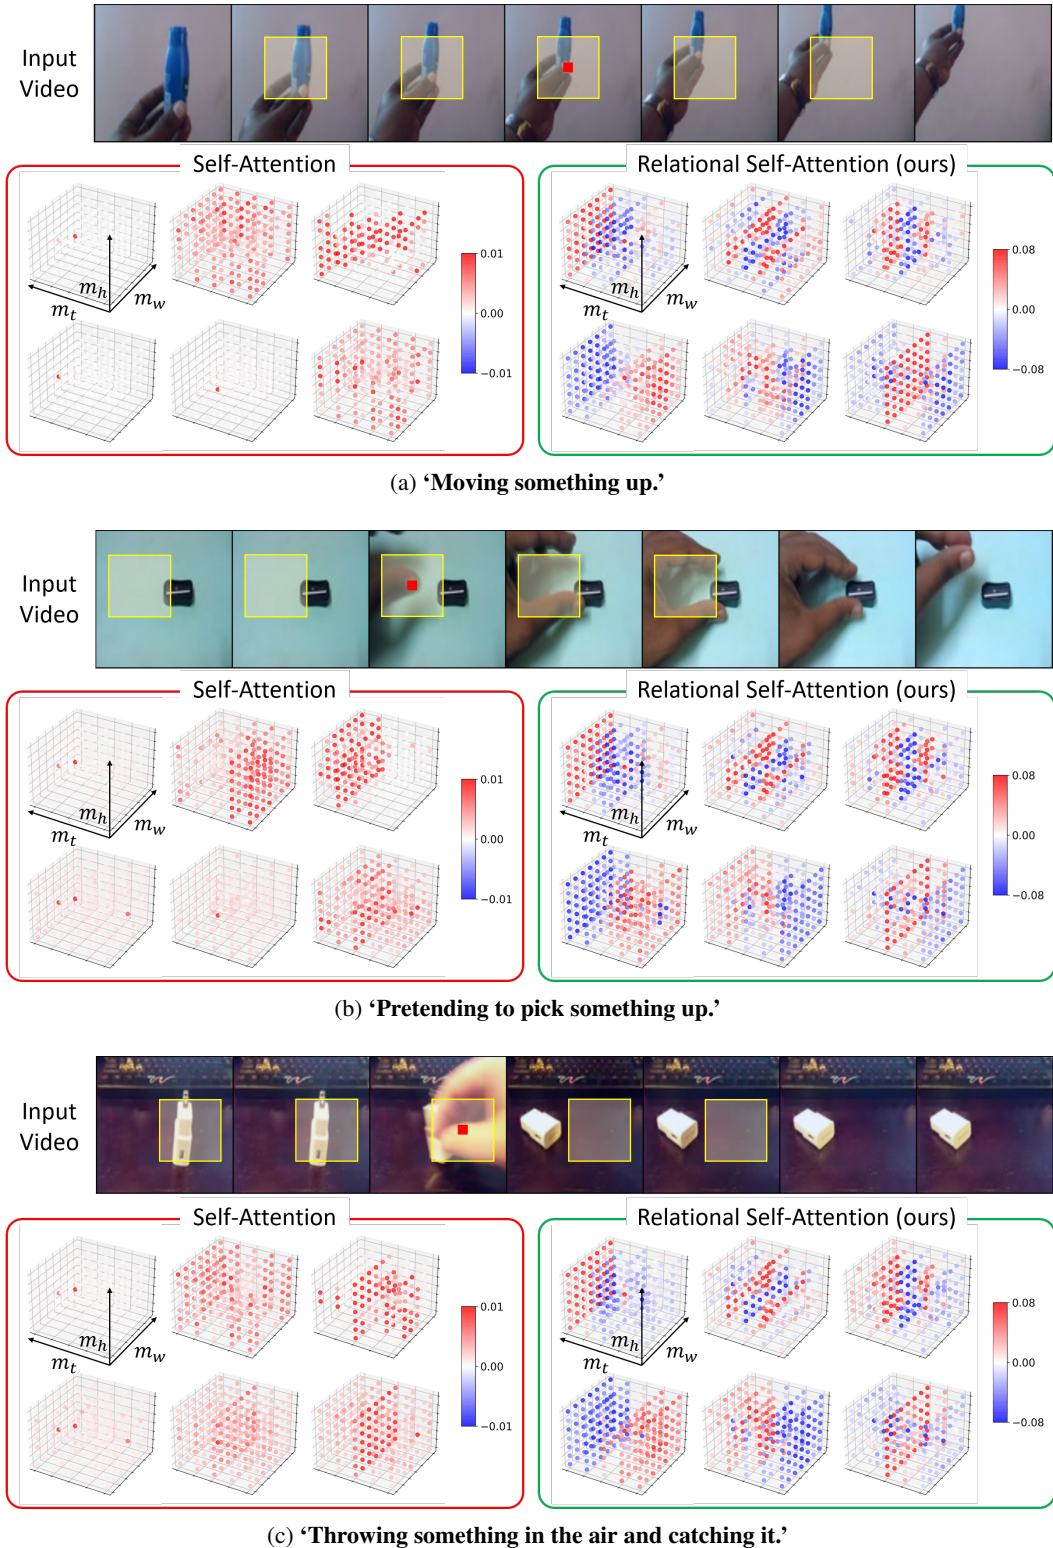 Input
Video
Self-Attention
Relational Self-Attention (ours)
m_h
m_t
m_w
0.01
0.00
−0.01
m_h
m_t
m_w
0.08
0.00
−0.08
(a) ‘Moving something up.’
Input
Video
Self-Attention
Relational Self-Attention (ours)
m_h
m_t
m_w
0.01
0.00
−0.01
m_h
m_t
m_w
0.08
0.00
−0.08
(b) ‘Pretending to pick something up.’
Input
Video
Self-Attention
Relational Self-Attention (ours)
m_h
m_t
m_w
0.01
0.00
−0.01
m_h
m_t
m_w
0.08
0.00
−0.08
(c) ‘Throwing something in the air and catching it.’